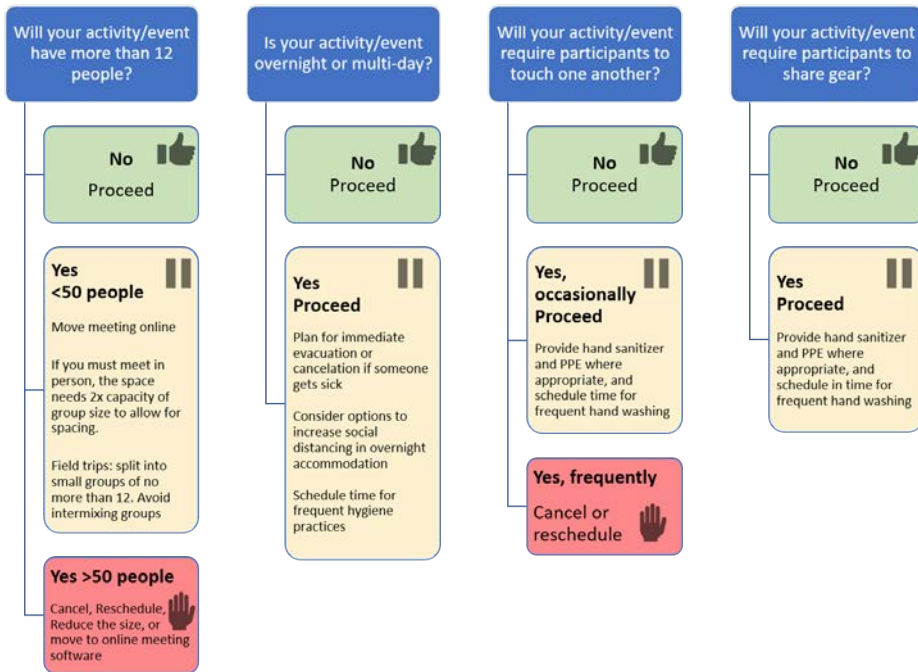 Will your activity/event
have more than 12
people?
No
Proceed
Yes
<50 people
Move meeting online
If you must meet in
person, the space
needs 2x capacity of
group size to allow for
spacing.
Field trips: split into
small groups of no
more than 12. Avoid
intermixing groups
Yes >50 people
Cancel, Reschedule,
Reduce the size, or
move to online meeting
software
Is your activity/event
overnight or multi-day?
No
Proceed
Yes
Proceed
Plan for immediate
evacuation or
cancelation if someone
gets sick
Consider options to
increase social
distancing in overnight
accommodation
Schedule time for
frequent hygiene
practices
Will your activity/event
require participants to
touch one another?
No
Proceed
Yes,
occasionally
Proceed
Provide hand sanitizer
and PPE where
appropriate, and
schedule time for
frequent hand washing
Yes, frequently
Cancel or
reschedule
Will your activity/event
require participants to
share gear?
No
Proceed
Yes
Proceed
Provide hand sanitizer
and PPE where
appropriate, and
schedule in time for
frequent hand washing